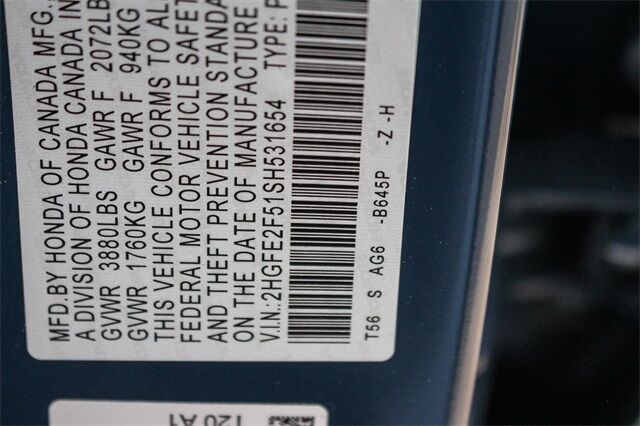 MFD. BY HONDA OF CANADA MFG.,
A DIVISION OF HONDA CANADA IN
GVWR 3880LBS GAWR F 2072LB
GVWR 1760KG GAWR F 940KG
THIS VEHICLE CONFORMS TO AL
FEDERAL MOTOR VEHICLE SAFET
AND THEFT PREVENTION STANDA
ON THE DATE OF MANUFACTURE
V.I.N.:2HGFE2F51SH531654 TYPE: P
T56 S AG6 -B645P -Z -H
120 A1